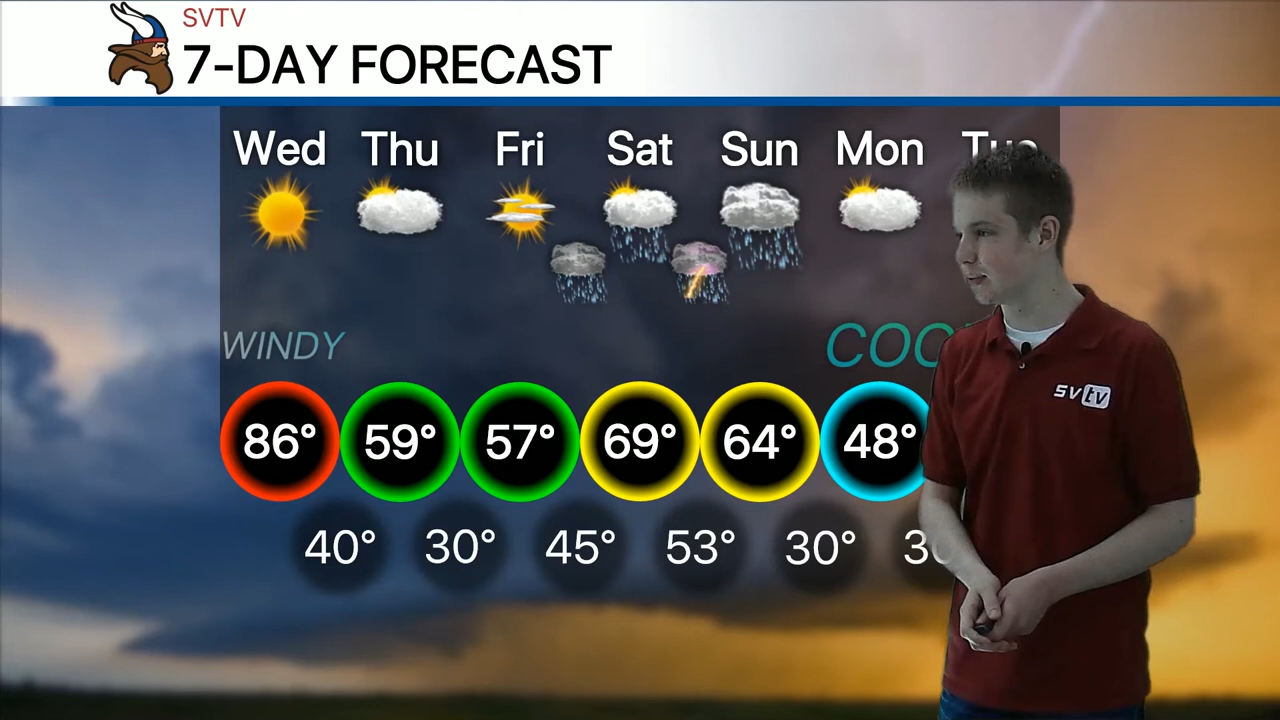 SVTV
7-DAY FORECAST
Wed Thu Fri Sat Sun Mon Tue
WINDY
86° 59° 57° 69° 64° 48°
40° 30° 45° 53° 30°
SVtv